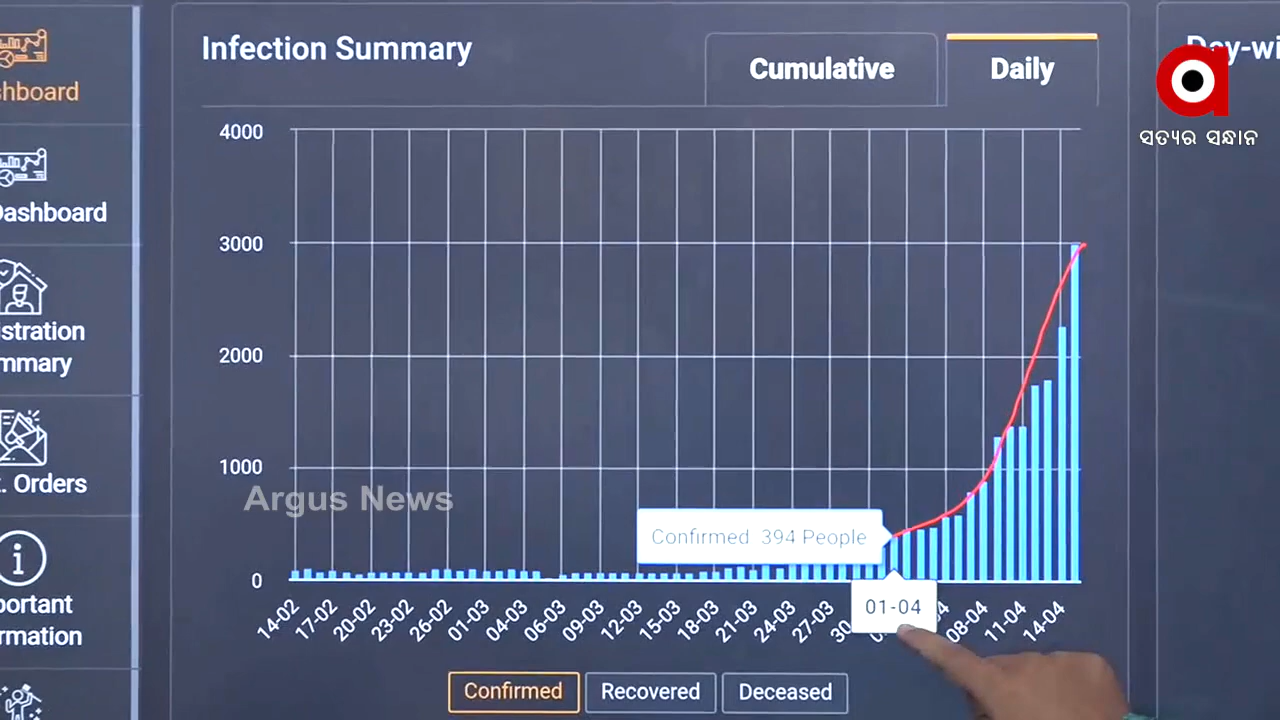 Infection Summary
Cumulative
Daily
ସତ୍ୟର ସନ୍ଧାନ
shboard
Dashboard
stration
mmary
. Orders
portant
rmation
4000
3000
2000
1000
0
Argus News
Confirmed 394 People
01-04
14-02
17-02
20-02
23-02
26-02
01-03
04-03
06-03
09-03
12-03
15-03
18-03
21-03
24-03
27-03
30
08-04
11-04
14-04
Confirmed
Recovered
Deceased